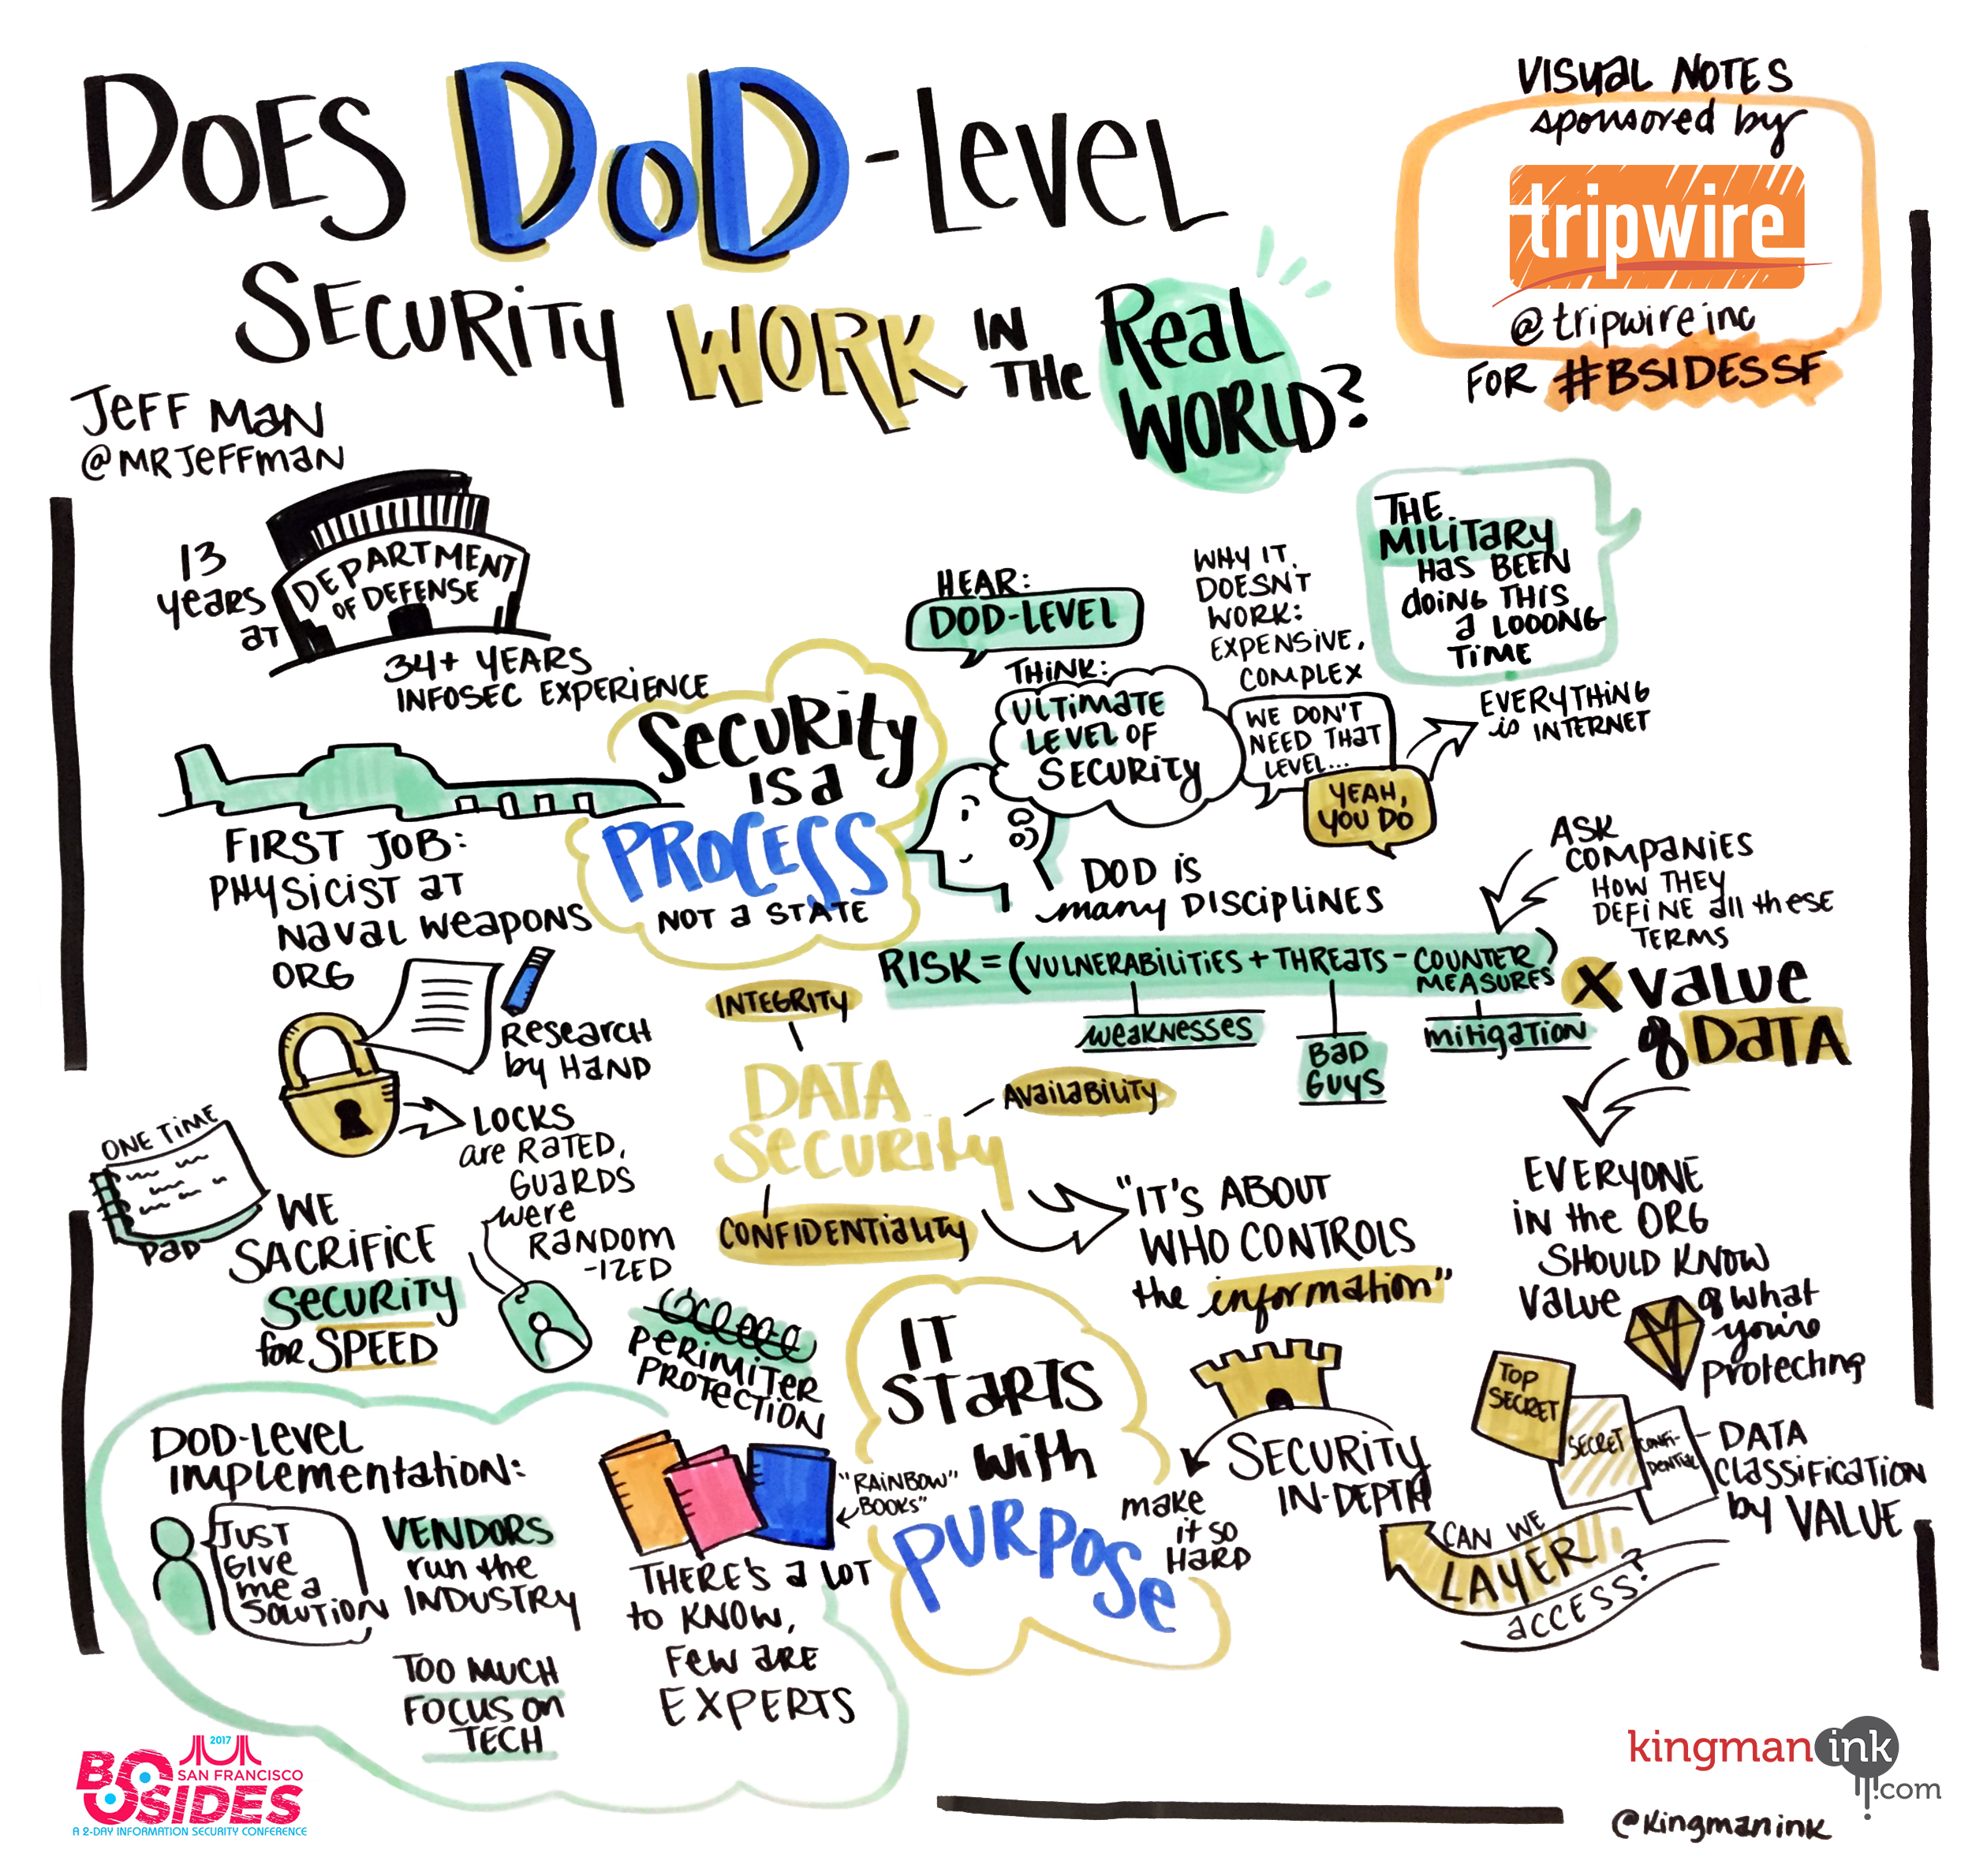 DOES DOD-LEVEL
SECURITY WORK IN THE Real WORLD?
VISUAL NOTES
sponsored by
tripwire
@tripwireinc
FOR #BSIDESSF
JEFF MAN
@MRJEFFMAN
13
years
at
DEPARTMENT
OF DEFENSE
34+ YEARS
INFOSEC EXPERIENCE
FIRST JOB:
PHYSICIST AT
NAVAL WEAPONS
ORG
SECURITY
IS a
PROCESS
NOT a STATE
HEAR:
DOD-LEVEL
THINK:
ULTIMATE
LEVEL OF
SECURITY
WHY IT
DOESN'T
WORK:
EXPENSIVE,
COMPLEX
WE DON'T
NEED THAT
LEVEL...
YEAH,
YOU DO
THE
MILITARY
HAS BEEN
DOING THIS
a LOOONG
TIME
EVERYTHING
is INTERNET
DOD is
many DISCIPLINES
ASK
COMPANIES
HOW THEY
DEFINE all these
TERMS
RISK = (VULNERABILITIES + THREATS - COUNTER
MEASURES) X VALUE
of DATA
WEAKNESSES
BAD
GUYS
MITIGATION
RESEARCH
by HAND
LOCKS
are RATED,
GUARDS
were
RANDOM
-IZED
ONE TIME
PAD
WE
SACRIFICE
SECURITY
for SPEED
INTEGRITY
DATA
SECURITY
AVAILABILITY
CONFIDENTIALITY
"IT'S ABOUT
WHO CONTROLS
the information"
EVERYONE
IN the ORG
SHOULD KNOW
VALUE of what
you're
protecting
PERIMITER
PROTECTION
IT
STARTS
with
PURPOSE
SECURITY
IN-DEPTH
make
it so
HARD
TOP
SECRET
SECRET
CONFI-
DENTIAL
DATA
CLASSIFICATION
by VALUE
CAN WE
LAYER
ACCESS?
DOD-LEVEL
IMPLEMENTATION:
JUST
GIVE
me a
SOLUTION
VENDORS
run the
INDUSTRY
TOO MUCH
FOCUS on
TECH
"RAINBOW"
BOOKS"
THERE'S a LOT
to KNOW,
FEW ARE
EXPERTS
2017
BSIDES
SAN FRANCISCO
A 2-DAY INFORMATION SECURITY CONFERENCE
kingmanink
.com
@kingmanink